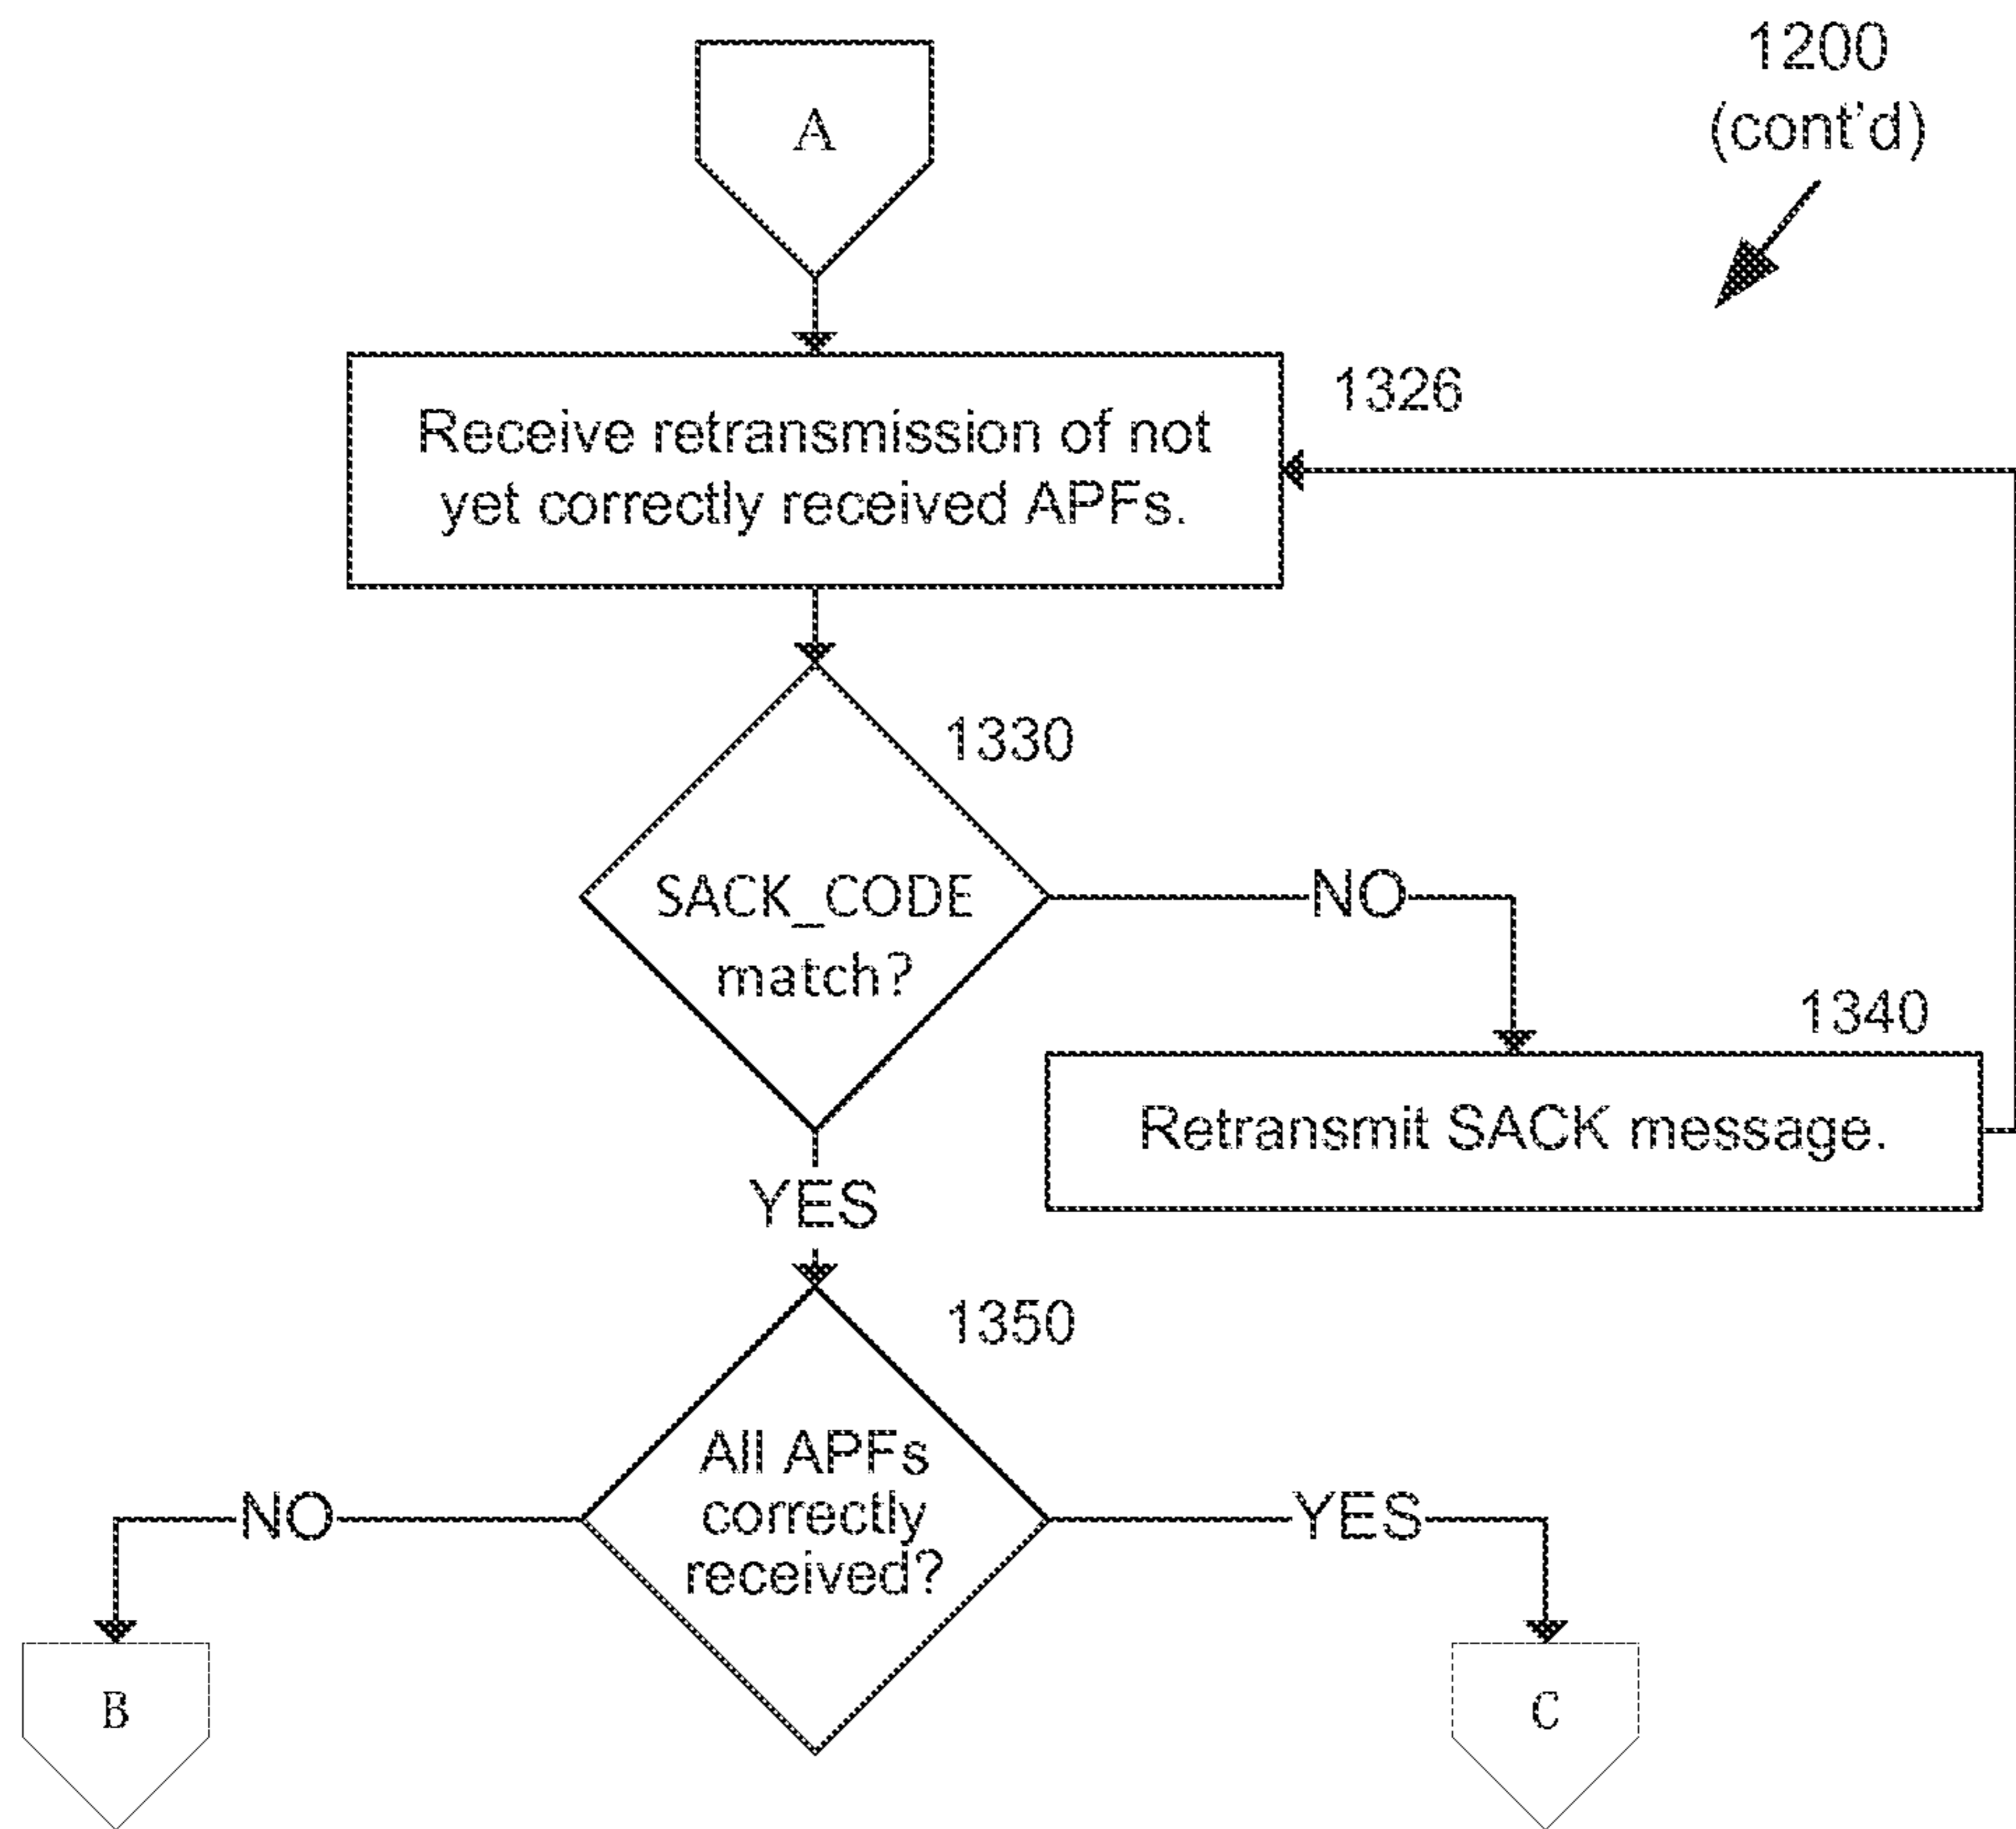 1200
(cont'd)
A
1326
Receive retransmission of not
yet correctly received APFs.
1330
SACK_CODE
match?
NO
1340
Retransmit SACK message.
YES
1350
All APFs
correctly
received?
NO
YES
B
C